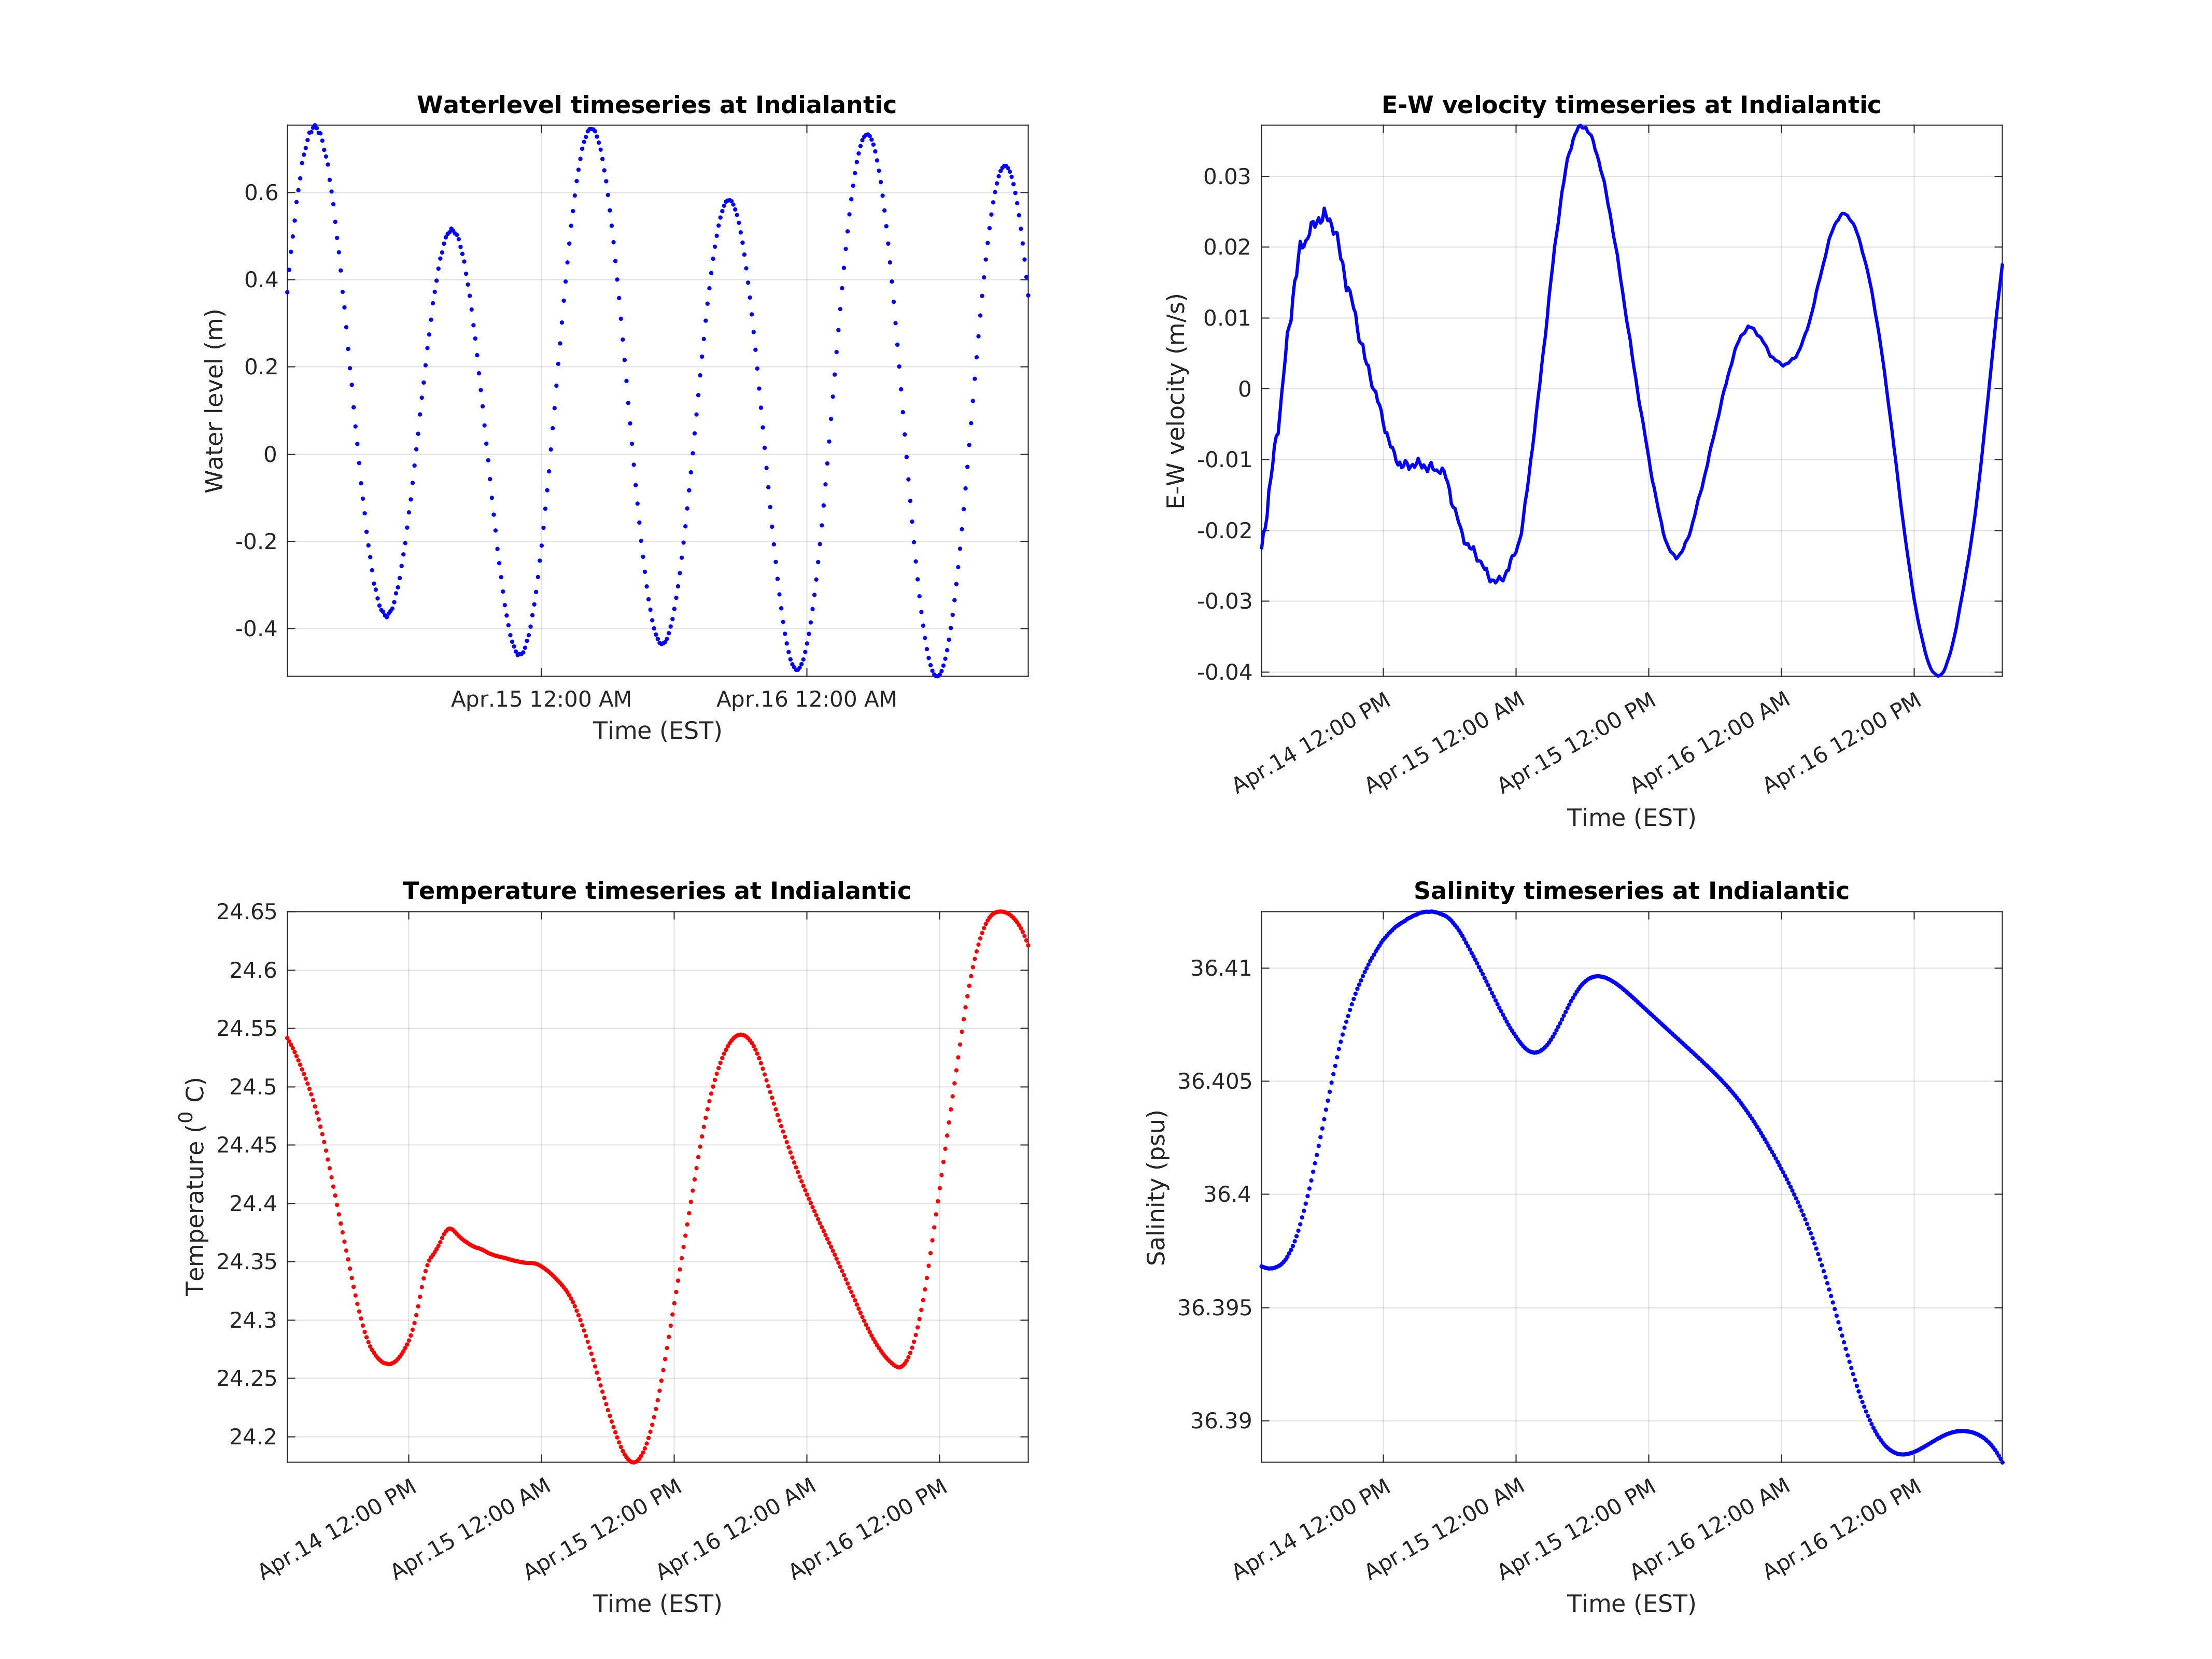 Waterlevel timeseries at Indialantic
0.6
0.4
0.2
0
-0.2
-0.4
Water level (m)
Apr.15 12:00 AM
Apr.16 12:00 AM
Time (EST)
E-W velocity timeseries at Indialantic
0.03
0.02
0.01
0
-0.01
-0.02
-0.03
-0.04
E-W velocity (m/s)
Apr.14 12:00 PM
Apr.15 12:00 AM
Apr.15 12:00 PM
Apr.16 12:00 AM
Apr.16 12:00 PM
Time (EST)
Temperature timeseries at Indialantic
24.65
24.6
24.55
24.5
24.45
24.4
24.35
24.3
24.25
24.2
Temperature (⁰ C)
Apr.14 12:00 PM
Apr.15 12:00 AM
Apr.15 12:00 PM
Apr.16 12:00 AM
Apr.16 12:00 PM
Time (EST)
Salinity timeseries at Indialantic
36.41
36.405
36.4
36.395
36.39
Salinity (psu)
Apr.14 12:00 PM
Apr.15 12:00 AM
Apr.15 12:00 PM
Apr.16 12:00 AM
Apr.16 12:00 PM
Time (EST)